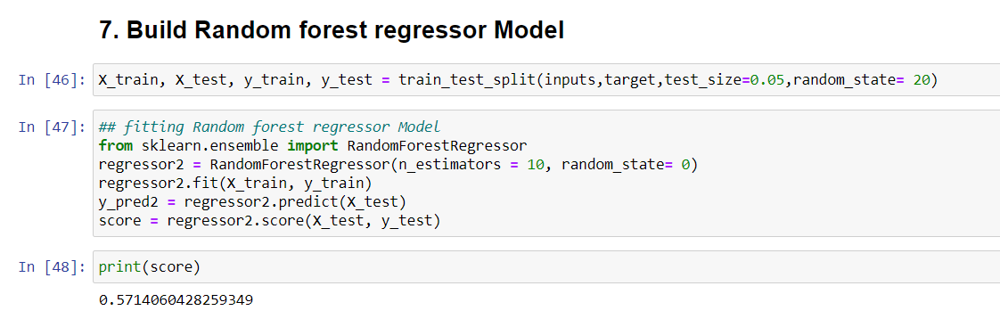 7. Build Random forest regressor Model
In [46]: X_train, X_test, y_train, y_test = train_test_split(inputs,target,test_size=0.05,random_state= 20)
In [47]: ## fitting Random forest regressor Model
from sklearn.ensemble import RandomForestRegressor
regressor2 = RandomForestRegressor(n_estimators = 10, random_state= 0)
regressor2.fit(X_train, y_train)
y_pred2 = regressor2.predict(X_test)
score = regressor2.score(X_test, y_test)
In [48]: print(score)
0.5714060428259349